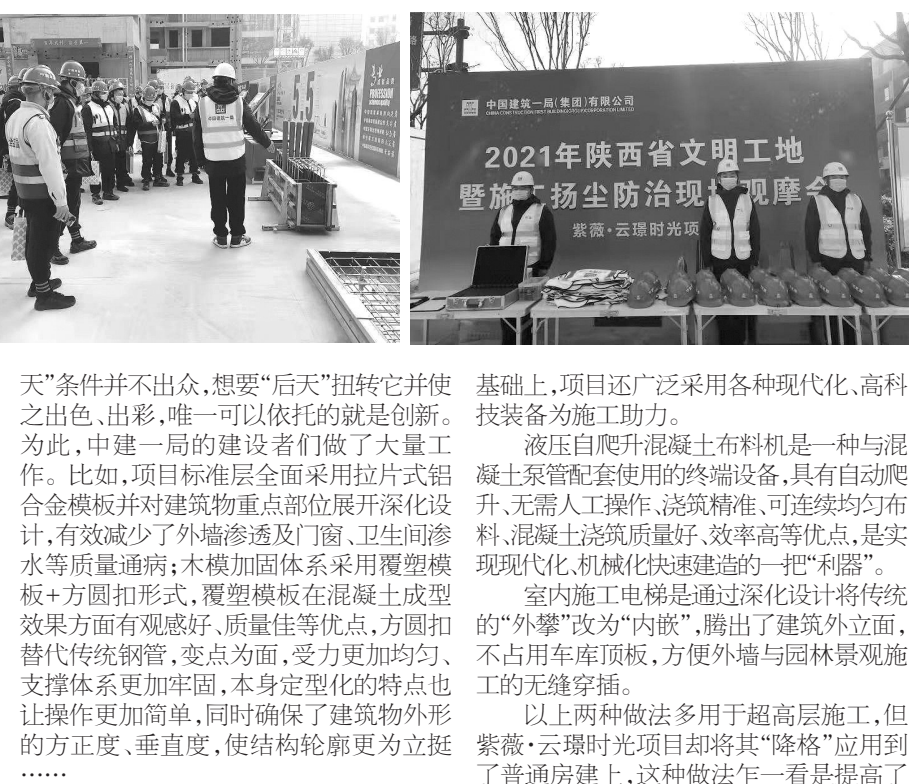 中国建筑一局(集团)有限公司
CHINA CONSTRUCTION FIRST BUILDING (GROUP) CORPORATION LIMITED
2021年陕西省文明工地
暨施工扬尘防治现场观摩会
紫薇·云璟时光项
天”条件并不出众,想要“后天”扭转它并使
之出色、出彩,唯一可以依托的就是创新。
为此,中建一局的建设者们做了大量工
作。比如,项目标准层全面采用拉片式铝
合金模板并对建筑物重点部位展开深化设
计,有效减少了外墙渗透及门窗、卫生间渗
水等质量通病;木模加固体系采用覆塑模
板+方圆扣形式,覆塑模板在混凝土成型
效果方面有观感好、质量佳等优点,方圆扣
替代传统钢管,变点为面,受力更加均匀、
支撑体系更加牢固,本身定型化的特点也
让操作更加简单,同时确保了建筑物外形
的方正度、垂直度,使结构轮廓更为立挺
……
基础上,项目还广泛采用各种现代化、高科
技装备为施工助力。
液压自爬升混凝土布料机是一种与混
凝土泵管配套使用的终端设备,具有自动爬
升、无需人工操作、浇筑精准、可连续均匀布
料、混凝土浇筑质量好、效率高等优点,是实
现现代化、机械化快速建造的一把“利器”。
室内施工电梯是通过深化设计将传统
的“外攀”改为“内嵌”,腾出了建筑外立面,
不占用车库顶板,方便外墙与园林景观施
工的无缝穿插。
以上两种做法多用于超高层施工,但
紫薇·云璟时光项目却将其“降格”应用到
了普通房建上,这种做法乍一看是提高了